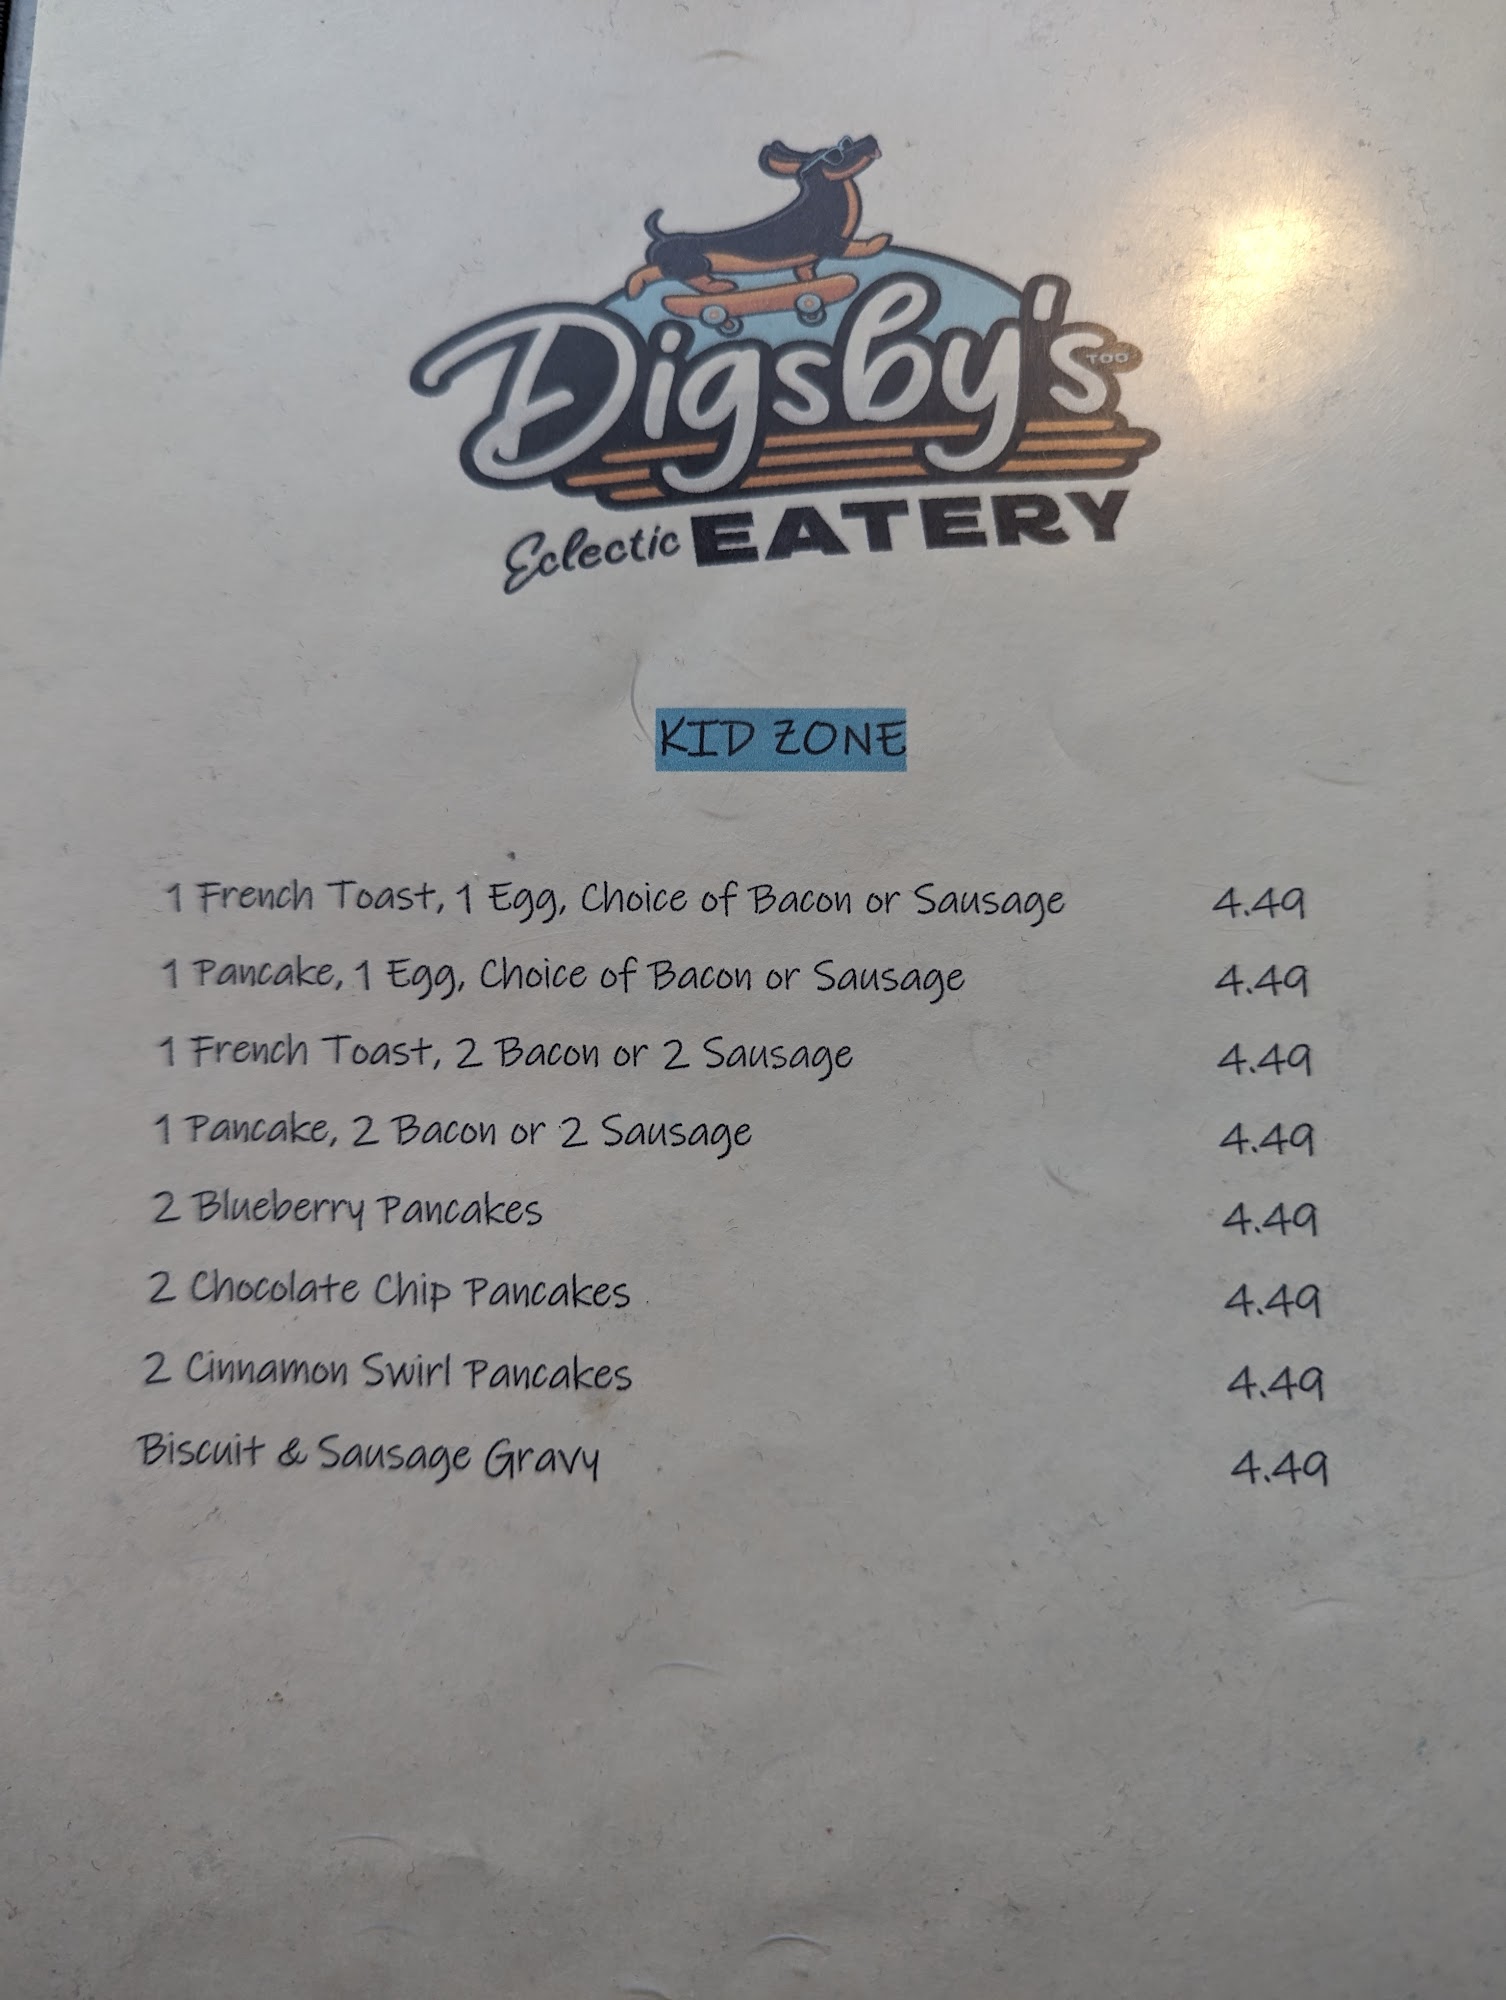 Digsby's TOO
Eclectic EATERY
KID ZONE
1 French Toast, 1 Egg, Choice of Bacon or Sausage 4.49
1 Pancake, 1 Egg, Choice of Bacon or Sausage 4.49
1 French Toast, 2 Bacon or 2 Sausage 4.49
1 Pancake, 2 Bacon or 2 Sausage 4.49
2 Blueberry Pancakes 4.49
2 Chocolate Chip Pancakes 4.49
2 Cinnamon Swirl Pancakes 4.49
Biscuit & Sausage Gravy 4.49